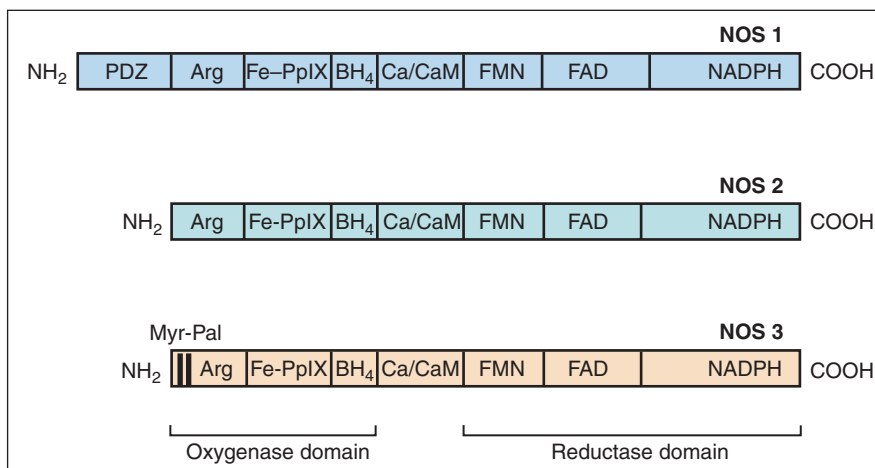 NOS 1
NH₂ PDZ Arg Fe–PpIX BH₄ Ca/CaM FMN FAD NADPH COOH
NOS 2
NH₂ Arg Fe-PpIX BH₄ Ca/CaM FMN FAD NADPH COOH
Myr-Pal NOS 3
NH₂ Arg Fe-PpIX BH₄ Ca/CaM FMN FAD NADPH COOH
Oxygenase domain Reductase domain